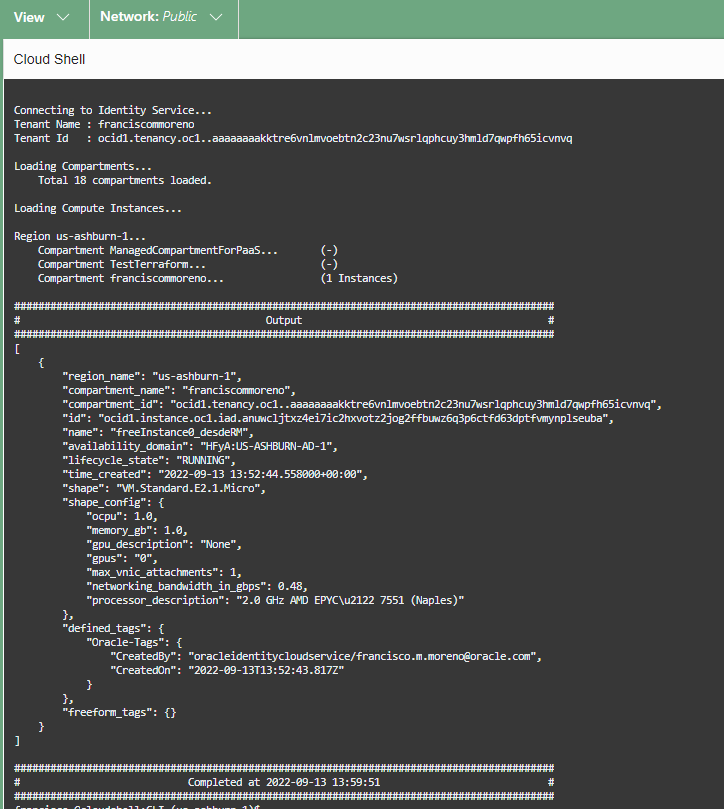 View
Network: Public
Cloud Shell
Connecting to Identity Service...
Tenant Name : franciscommoreno
Tenant Id   : ocid1.tenancy.oc1..aaaaaaaakktre6vnlmvoebtn2c23nu7wsrlqphcuy3hmld7qwpfh65icvnvq
Loading Compartments...
    Total 18 compartments loaded.
Loading Compute Instances...
Region us-ashburn-1...
    Compartment ManagedCompartmentForPaaS...       (-)
    Compartment TestTerraform...                   (-)
    Compartment franciscommoreno...                (1 Instances)
##########################################################################################
#                                         Output                                         #
##########################################################################################
[
    {
        "region_name": "us-ashburn-1",
        "compartment_name": "franciscommoreno",
        "compartment_id": "ocid1.tenancy.oc1..aaaaaaaakktre6vnlmvoebtn2c23nu7wsrlqphcuy3hmld7qwpfh65icvnvq",
        "id": "ocid1.instance.oc1.iad.anuwcljtxz4ei7ic2hxvotz2jog2ffbuwz6q3p6ctfd63dptfvmynplseuba",
        "name": "freeInstance0_desdeRM",
        "availability_domain": "HFyA:US-ASHBURN-AD-1",
        "lifecycle_state": "RUNNING",
        "time_created": "2022-09-13 13:52:44.558000+00:00",
        "shape": "VM.Standard.E2.1.Micro",
        "shape_config": {
            "ocpu": 1.0,
            "memory_gb": 1.0,
            "gpu_description": "None",
            "gpus": "0",
            "max_vnic_attachments": 1,
            "networking_bandwidth_in_gbps": 0.48,
            "processor_description": "2.0 GHz AMD EPYC\u2122 7551 (Naples)"
        },
        "defined_tags": {
            "Oracle-Tags": {
                "CreatedBy": "oracleidentitycloudservice/francisco.m.moreno@oracle.com",
                "CreatedOn": "2022-09-13T13:52:43.817Z"
            }
        },
        "freeform_tags": {}
    }
]
##########################################################################################
#                            Completed at 2022-09-13 13:59:51                            #
##########################################################################################